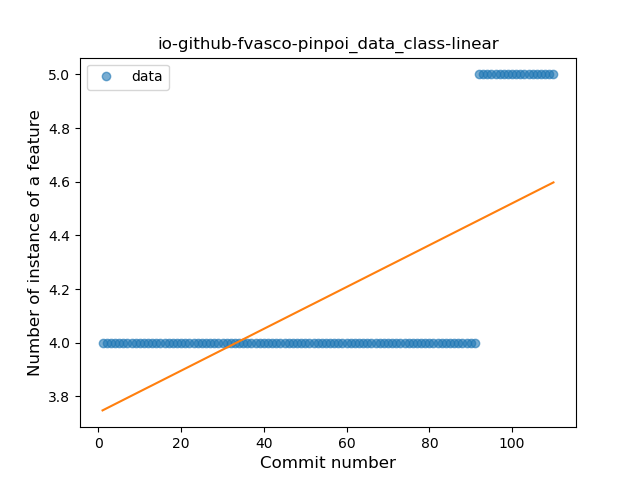 io-github-fvasco-pinpoi_data_class-linear
data
Number of instance of a feature
5.0
4.8
4.6
4.4
4.2
4.0
3.8
0 20 40 60 80 100
Commit number